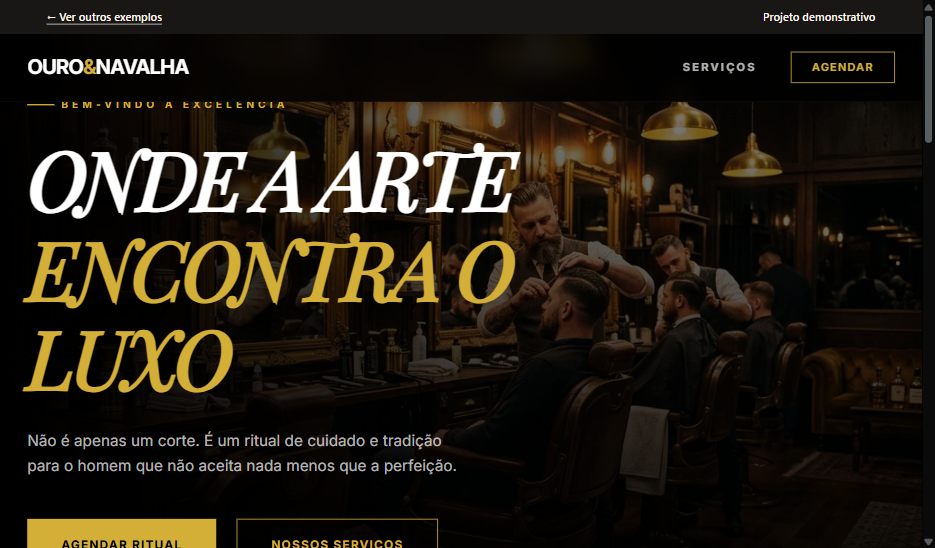 ← Ver outros exemplos
Projeto demonstrativo
OURO&NAVALHA
SERVIÇOS
AGENDAR
BEM-VINDO À EXCELÊNCIA
ONDE A ARTE
ENCONTRA O
LUXO
Não é apenas um corte. É um ritual de cuidado e tradição
para o homem que não aceita nada menos que a perfeição.
AGENDAR RITUAL
NOSSOS SERVIÇOS